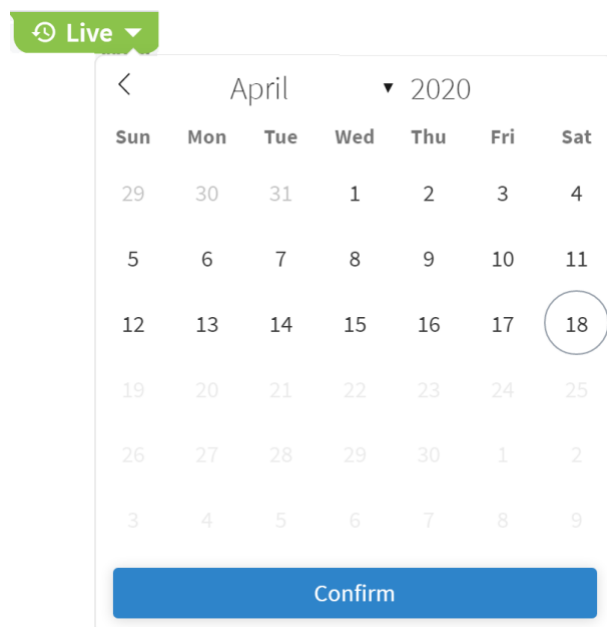 Live
April 2020
Sun Mon Tue Wed Thu Fri Sat
29 30 31 1 2 3 4
5 6 7 8 9 10 11
12 13 14 15 16 17 18
19 20 21 22 23 24 25
26 27 28 29 30 1 2
3 4 5 6 7 8 9
Confirm